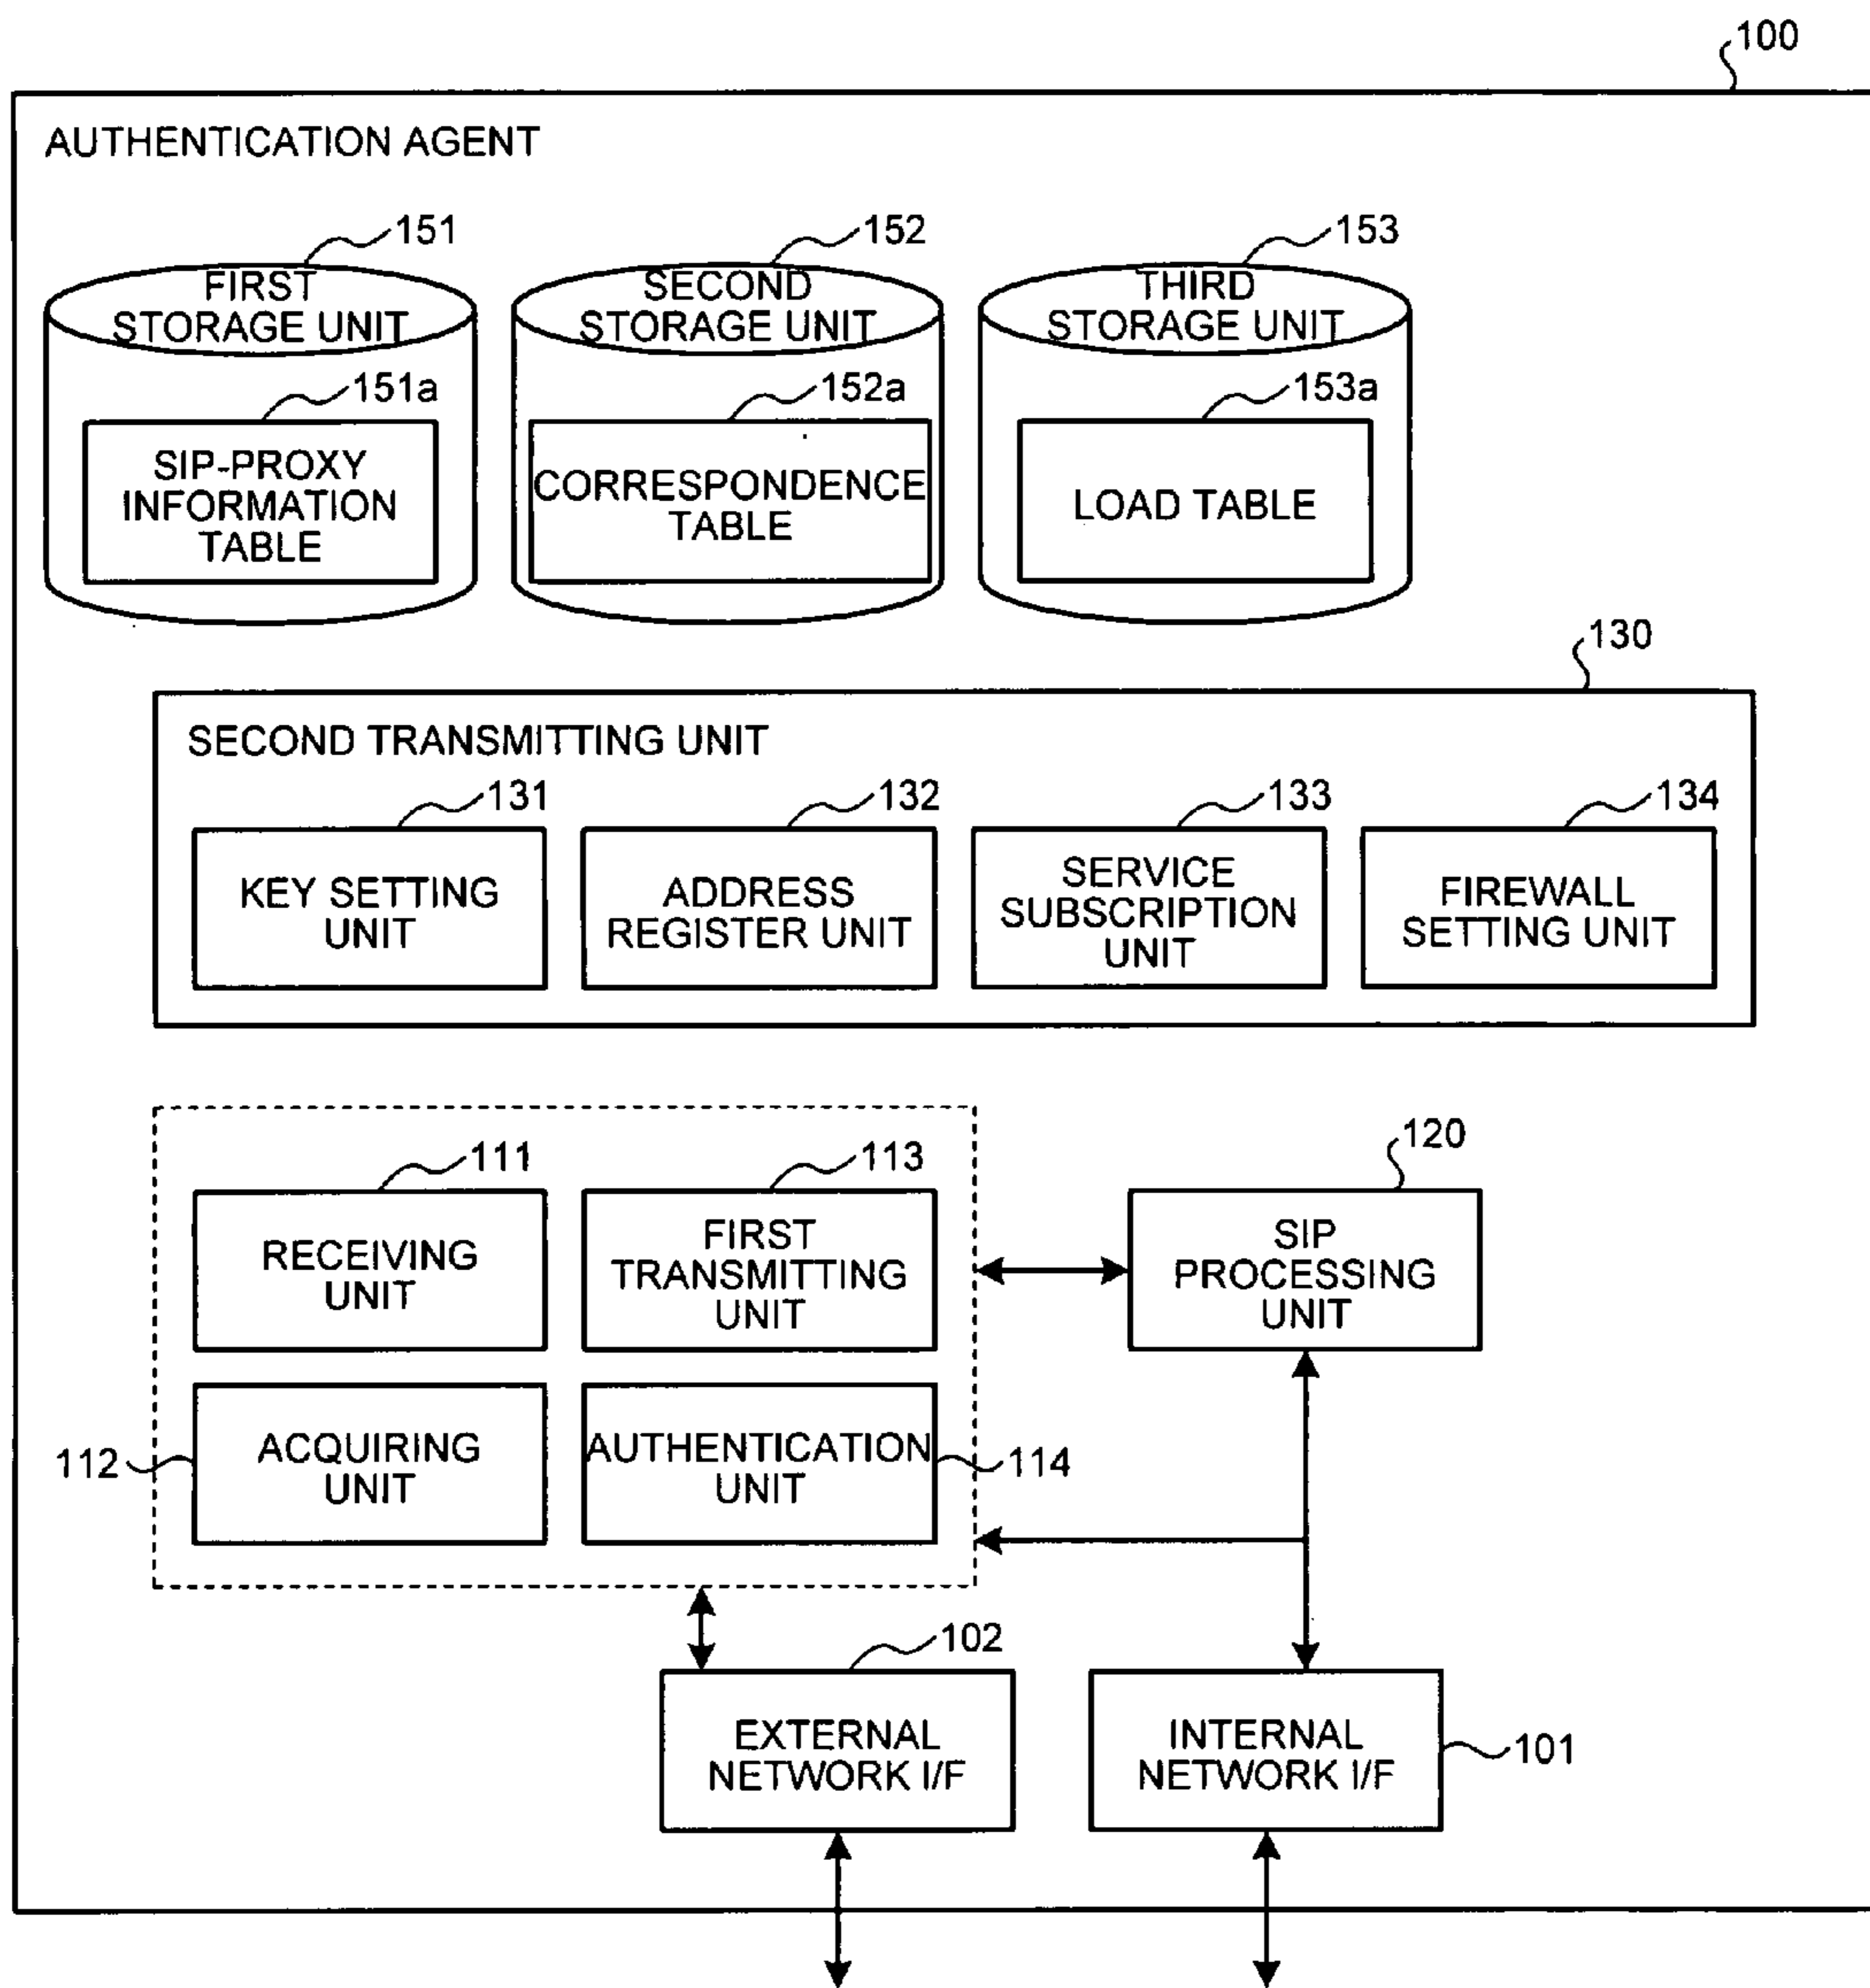 100
AUTHENTICATION AGENT
151
152
153
FIRST
STORAGE UNIT
SECOND
STORAGE UNIT
THIRD
STORAGE UNIT
151a
152a
153a
SIP-PROXY
INFORMATION
TABLE
CORRESPONDENCE
TABLE
LOAD TABLE
130
SECOND TRANSMITTING UNIT
131
132
133
134
KEY SETTING
UNIT
ADDRESS
REGISTER UNIT
SERVICE
SUBSCRIPTION
UNIT
FIREWALL
SETTING UNIT
111
113
120
RECEIVING
UNIT
FIRST
TRANSMITTING
UNIT
SIP
PROCESSING
UNIT
112
ACQUIRING
UNIT
AUTHENTICATION
UNIT
114
102
EXTERNAL
NETWORK I/F
INTERNAL
NETWORK I/F
101